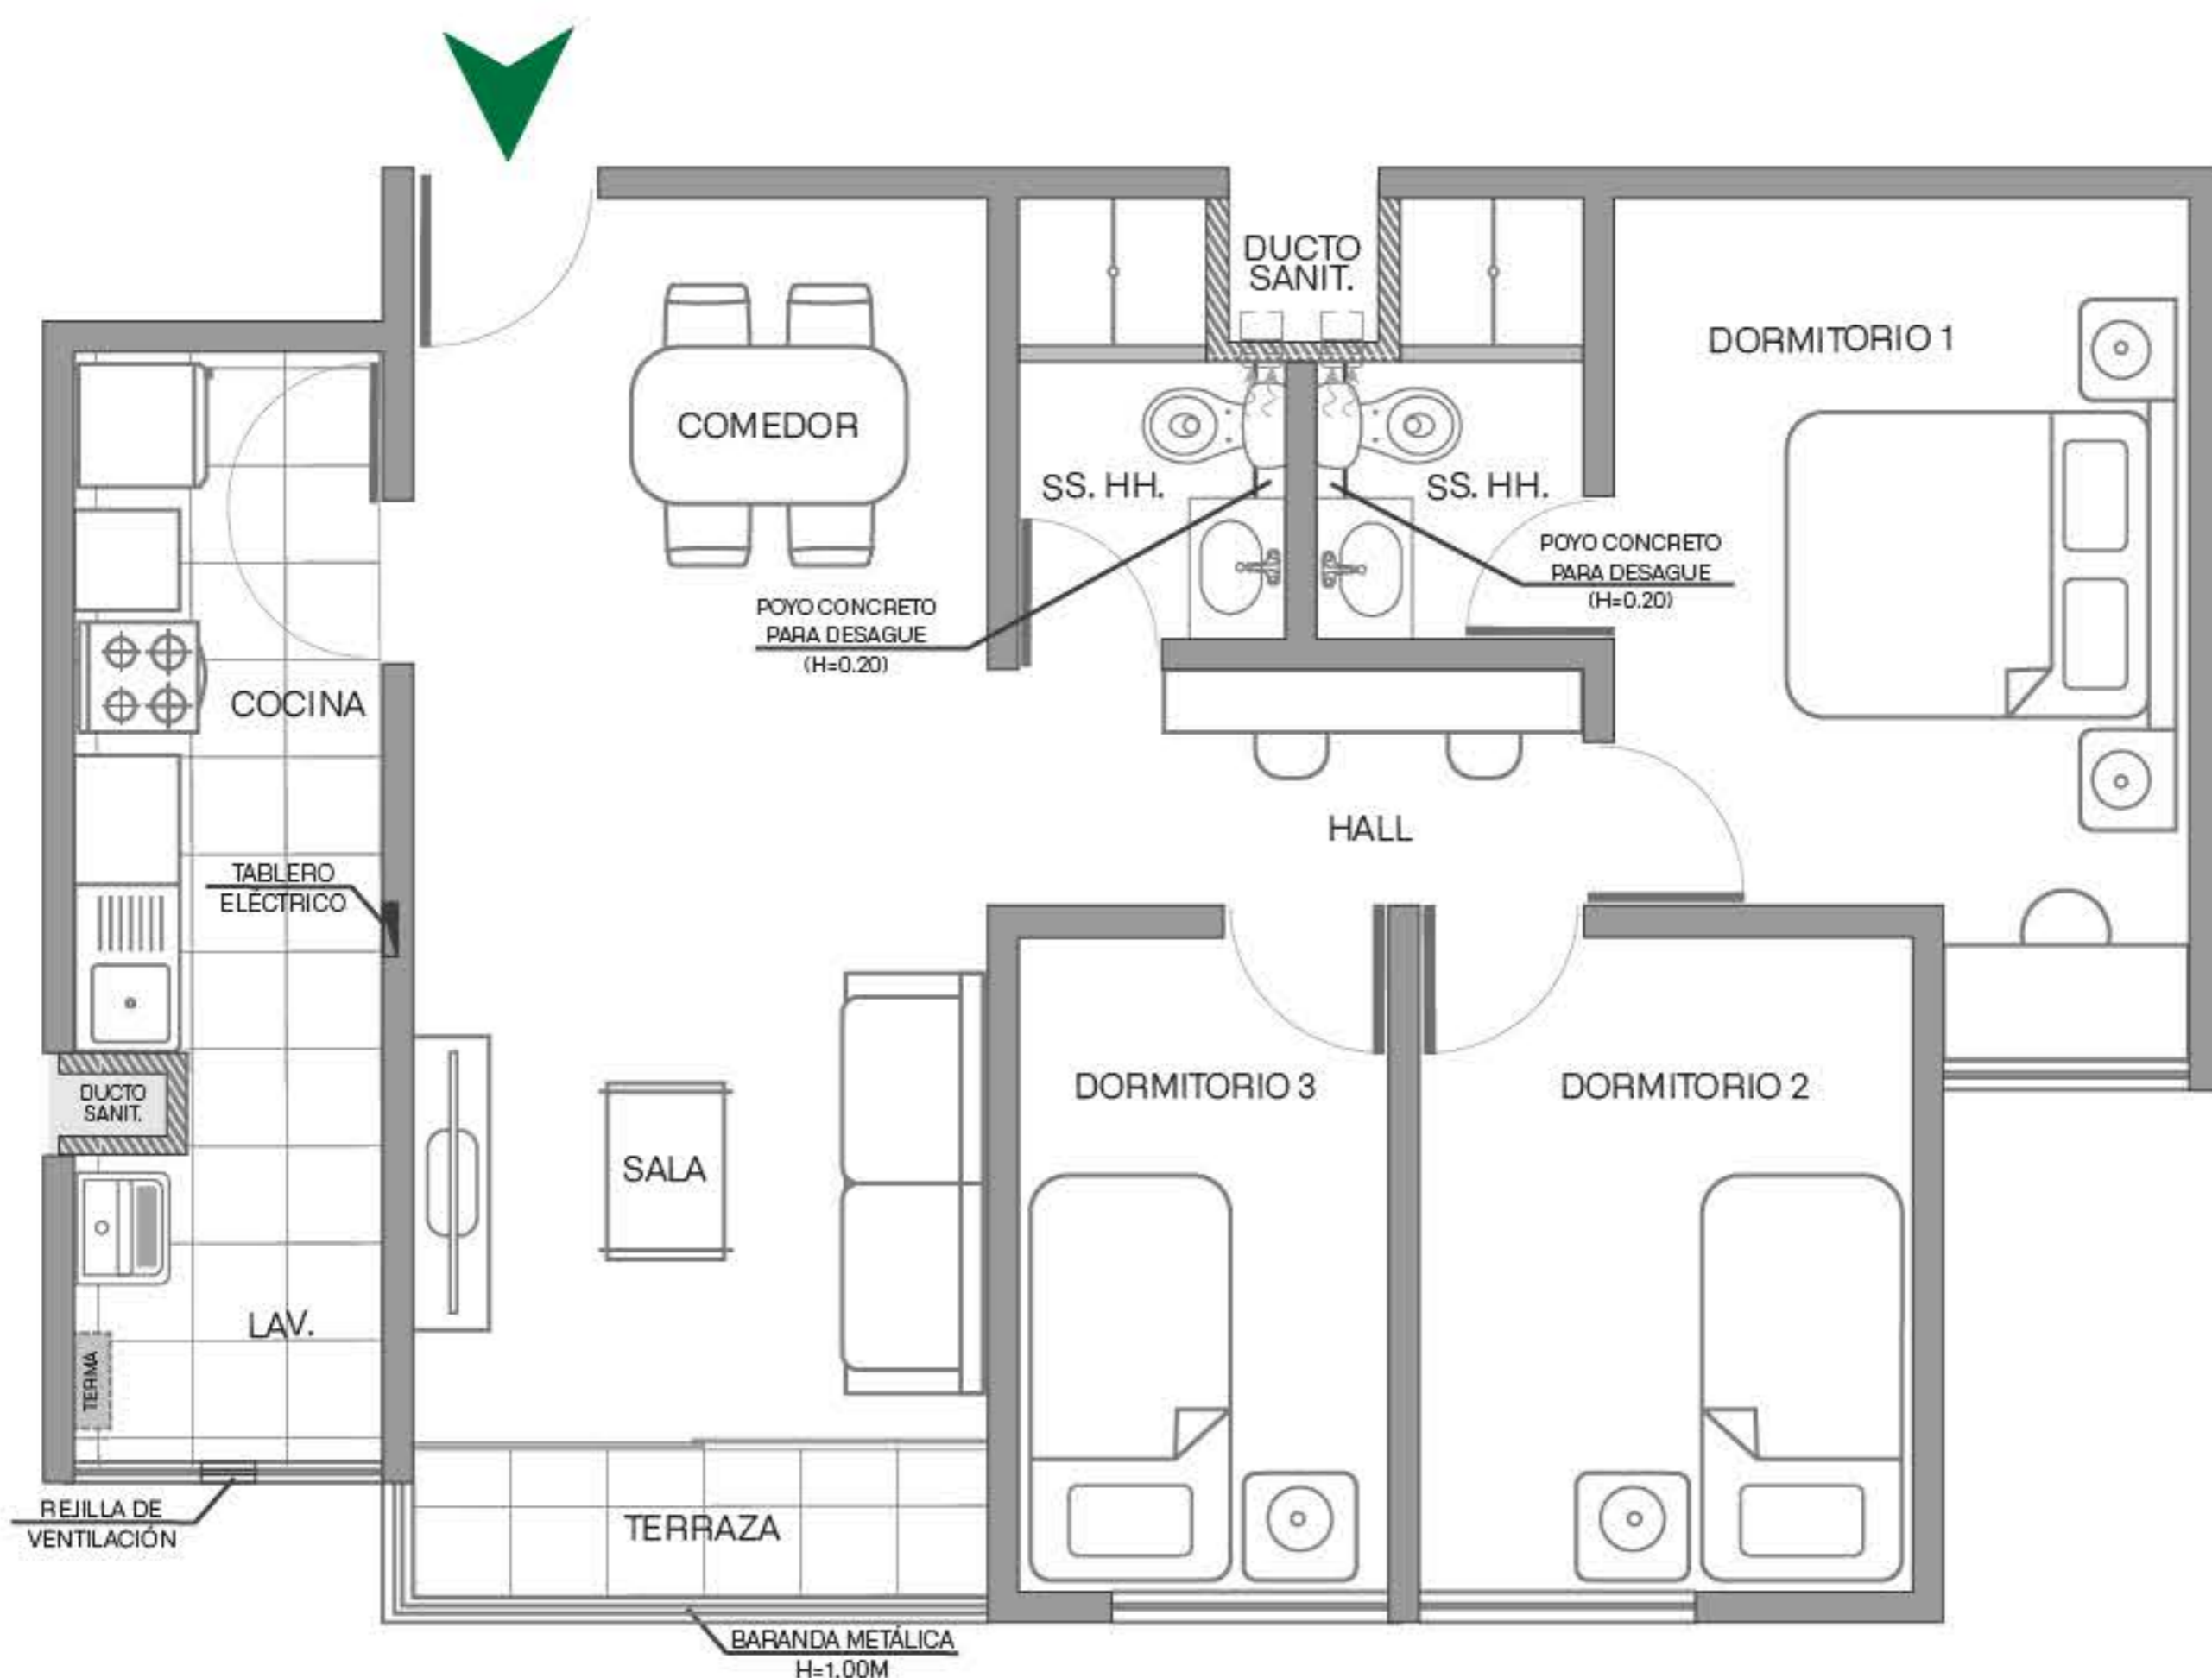 DUCTO
SANIT.
DORMITORIO 1
COMEDOR
SS. HH.
SS. HH.
POYO CONCRETO
PARA DESAGUE
(H=0.20)
POYO CONCRETO
PARA DESAGUE
(H=0.20)
COCINA
HALL
TABLERO
ELÉCTRICO
DUCTO
SANIT.
DORMITORIO 3
DORMITORIO 2
SALA
LAV.
TERMA
REJILLA DE
VENTILACIÓN
TERRAZA
BARANDA METÁLICA
H=1.00M